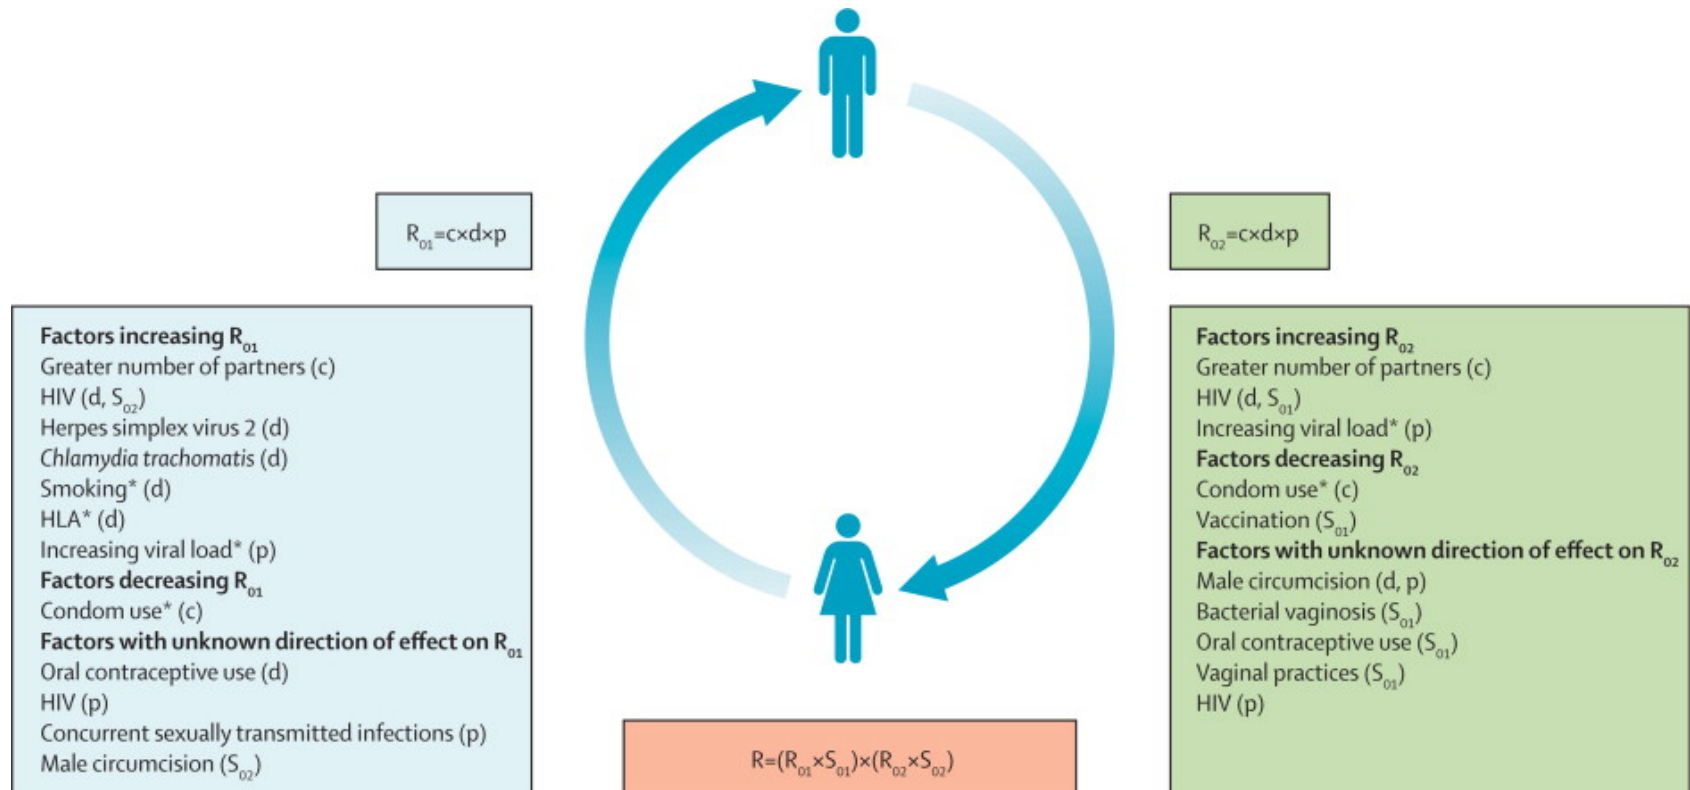 R₀₁=c×d×p
Factors increasing R₀₁
Greater number of partners (c)
HIV (d, S₀₂)
Herpes simplex virus 2 (d)
Chlamydia trachomatis (d)
Smoking* (d)
HLA* (d)
Increasing viral load* (p)
Factors decreasing R₀₁
Condom use* (c)
Factors with unknown direction of effect on R₀₁
Oral contraceptive use (d)
HIV (p)
Concurrent sexually transmitted infections (p)
Male circumcision (S₀₂)
R₀₂=c×d×p
Factors increasing R₀₂
Greater number of partners (c)
HIV (d, S₀₁)
Increasing viral load* (p)
Factors decreasing R₀₂
Condom use* (c)
Vaccination (S₀₁)
Factors with unknown direction of effect on R₀₂
Male circumcision (d, p)
Bacterial vaginosis (S₀₁)
Oral contraceptive use (S₀₁)
Vaginal practices (S₀₁)
HIV (p)
R=(R₀₁×S₀₁)×(R₀₂×S₀₂)